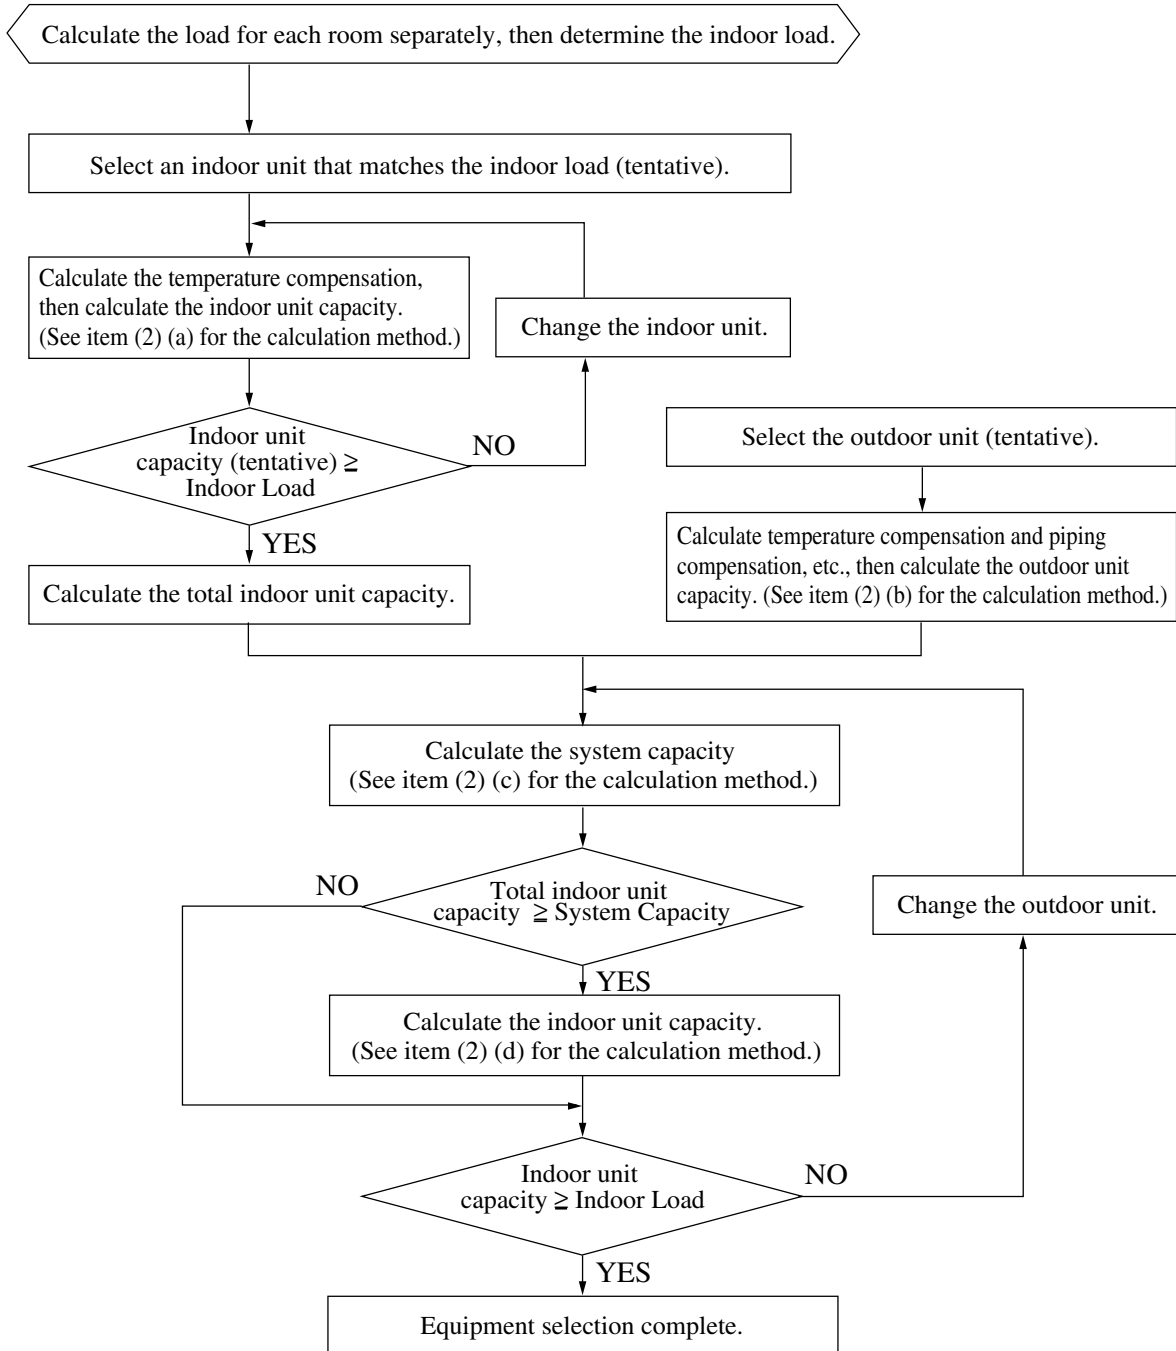 Calculate the load for each room separately, then determine the indoor load.
Select an indoor unit that matches the indoor load (tentative).
Calculate the temperature compensation,
then calculate the indoor unit capacity.
(See item (2) (a) for the calculation method.)
Change the indoor unit.
Indoor unit
capacity (tentative) ≧
Indoor Load
NO
YES
Calculate the total indoor unit capacity.
Select the outdoor unit (tentative).
Calculate temperature compensation and piping
compensation, etc., then calculate the outdoor unit
capacity. (See item (2) (b) for the calculation method.)
Calculate the system capacity
(See item (2) (c) for the calculation method.)
NO
Total indoor unit
capacity ≧ System Capacity
Change the outdoor unit.
YES
Calculate the indoor unit capacity.
(See item (2) (d) for the calculation method.)
Indoor unit
capacity ≧ Indoor Load
NO
YES
Equipment selection complete.